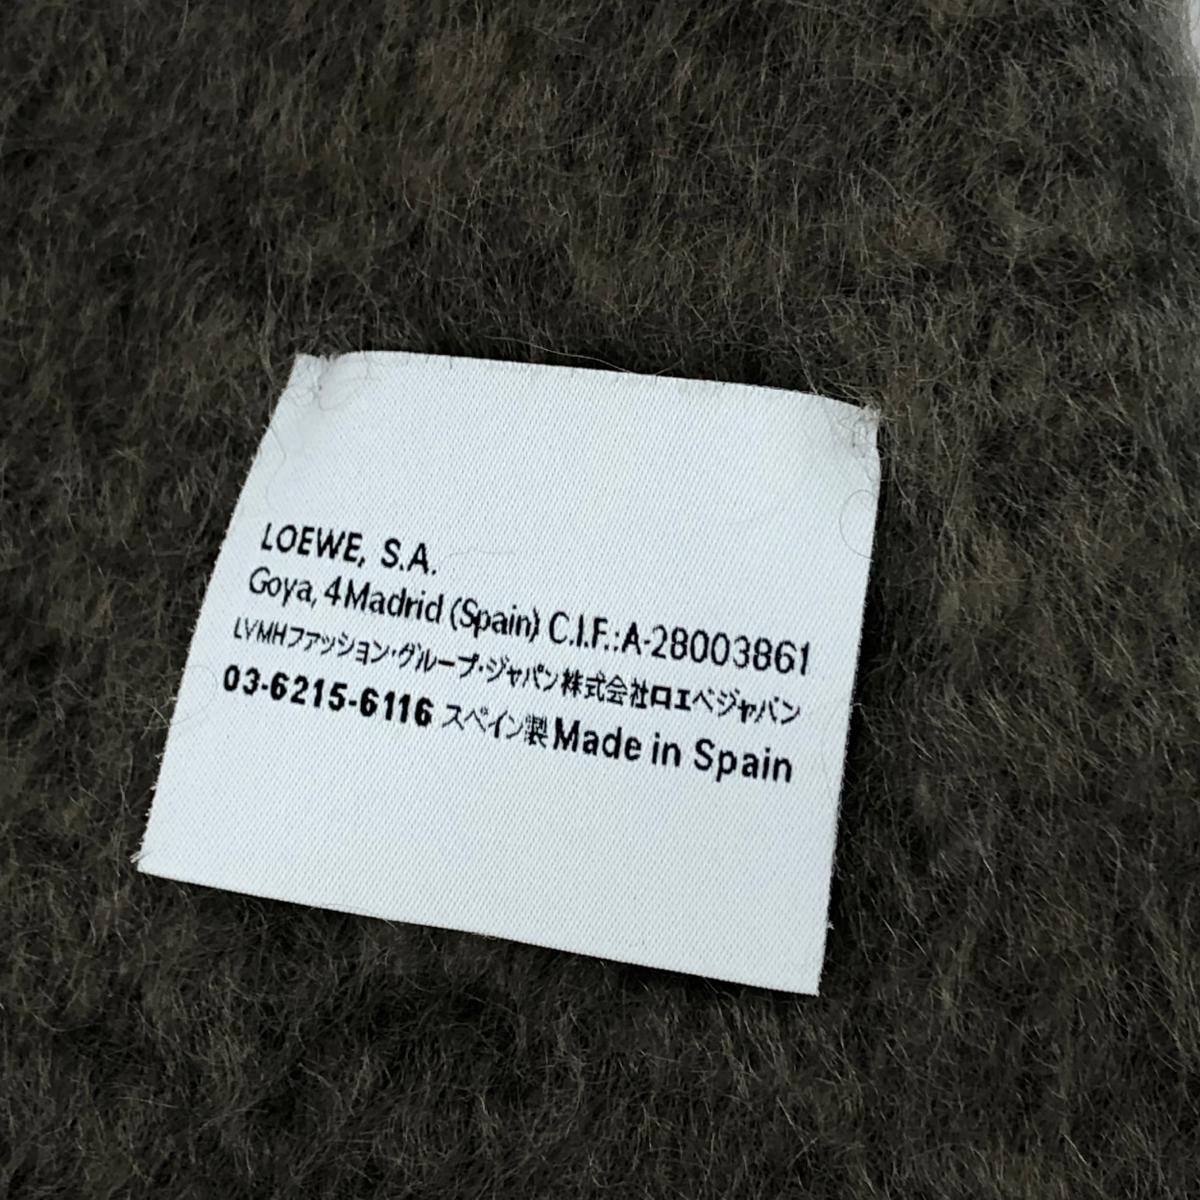 LOEWE, S.A.
Goya, 4 Madrid (Spain) C.I.F.:A-28003861
LVMHファッション・グループ・ジャパン株式会社ロエベジャパン
03-6215-6116 スペイン製 Made in Spain